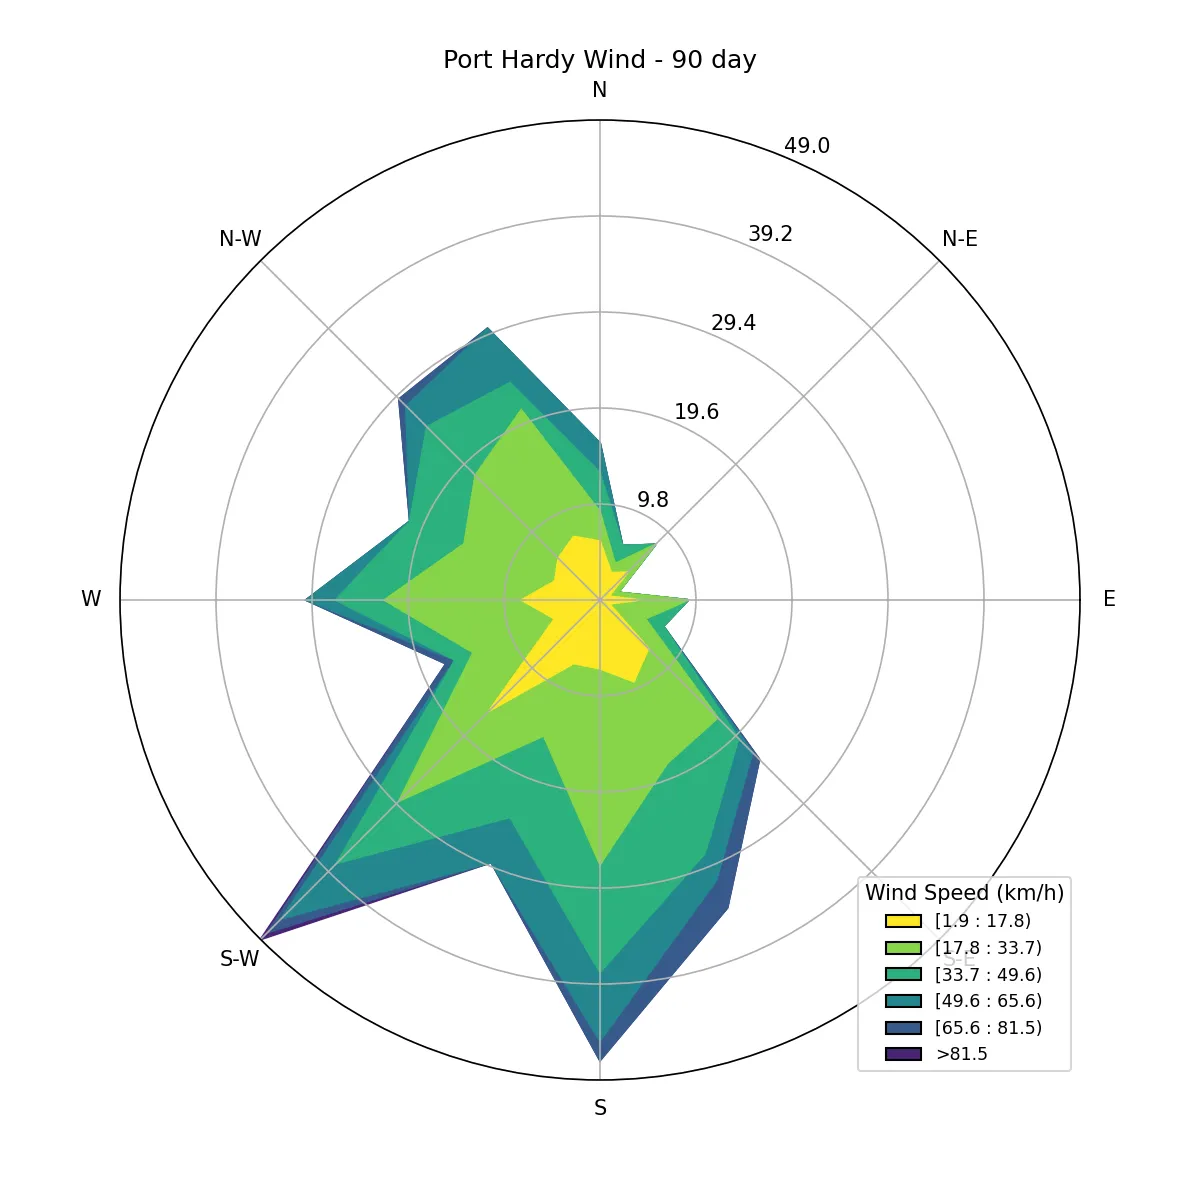 Port Hardy Wind - 90 day
N
49.0
N-W
39.2
N-E
29.4
19.6
9.8
W
E
S-W
S-E
S
Wind Speed (km/h)
[1.9 : 17.8)
[17.8 : 33.7)
[33.7 : 49.6)
[49.6 : 65.6)
[65.6 : 81.5)
>81.5